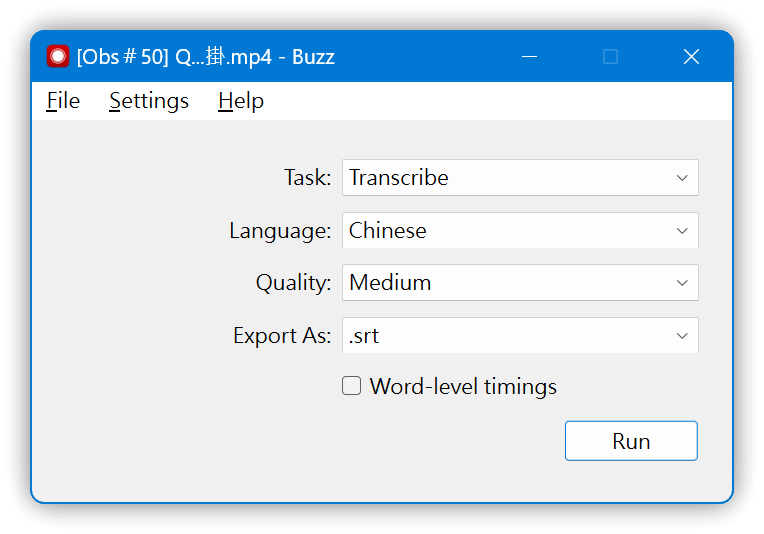 [Obs＃50] Q...掛.mp4 - Buzz
File Settings Help
Task: Transcribe
Language: Chinese
Quality: Medium
Export As: .srt
Word-level timings
Run